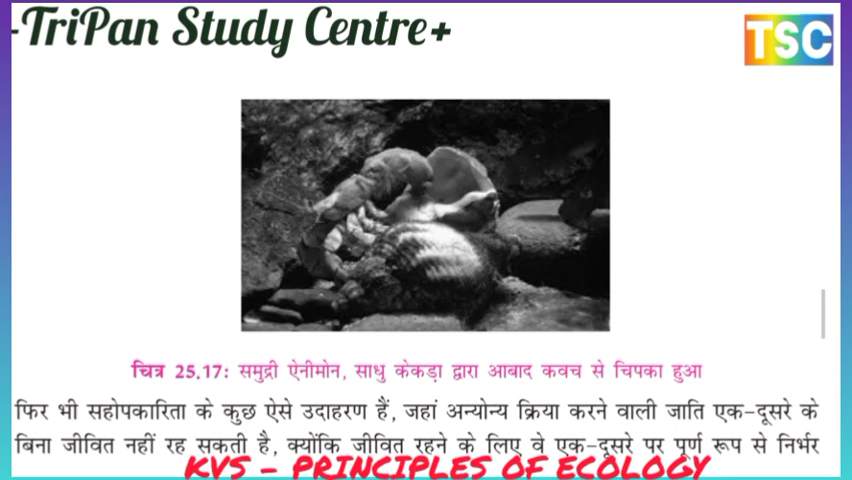 -TriPan Study Centre+
TSC
चित्र 25.17: समुद्री ऐनीमोन, साधु केकड़ा द्वारा आबाद कवच से चिपका हुआ
फिर भी सहोपकारिता के कुछ ऐसे उदाहरण हैं, जहां अन्योन्य क्रिया करने वाली जाति एक-दूसरे के
बिना जीवित नहीं रह सकती है, क्योंकि जीवित रहने के लिए वे एक-दूसरे पर पूर्ण रूप से निर्भर
KVS - PRINCIPLES OF ECOLOGY